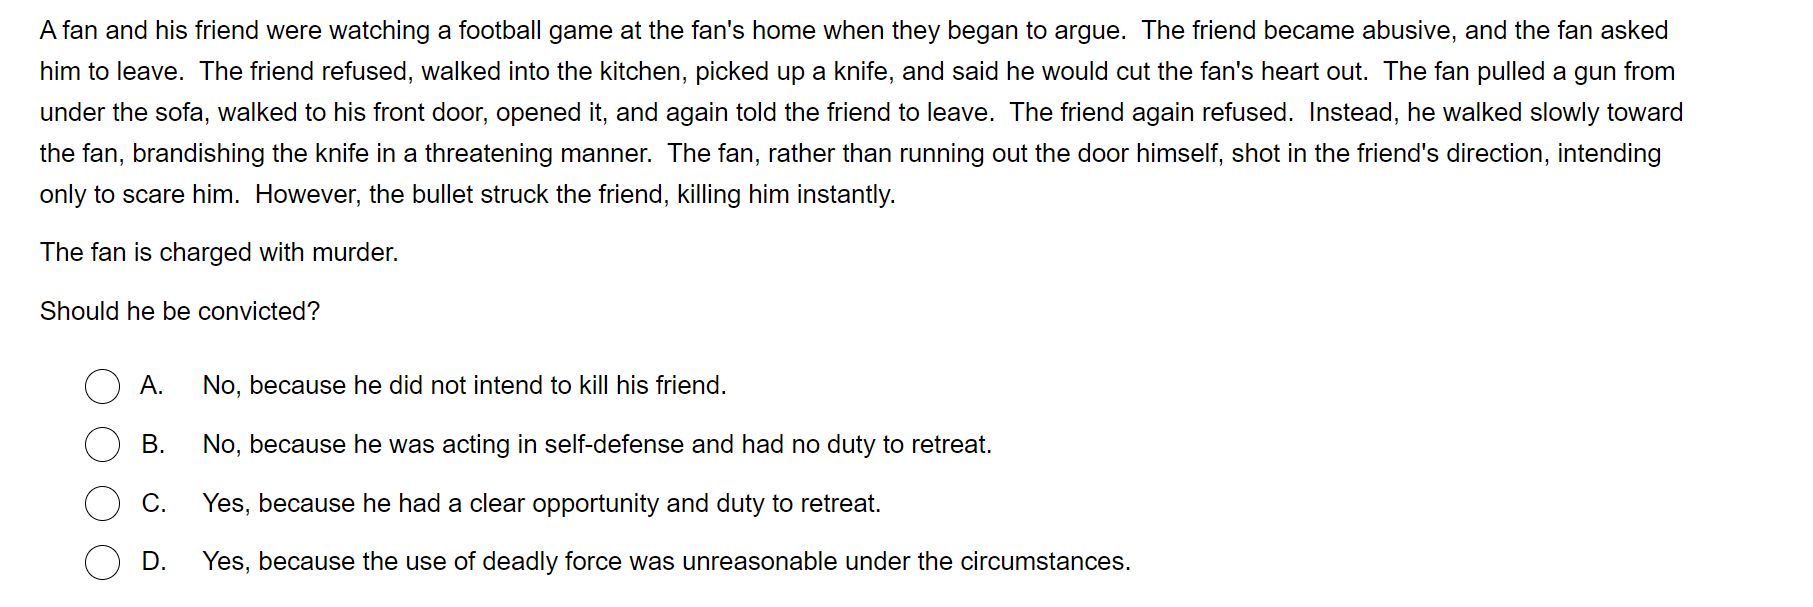 A fan and his friend were watching a football game at the fan's home when they began to argue.  The friend became abusive, and the fan asked
him to leave.  The friend refused, walked into the kitchen, picked up a knife, and said he would cut the fan's heart out.  The fan pulled a gun from
under the sofa, walked to his front door, opened it, and again told the friend to leave.  The friend again refused.  Instead, he walked slowly toward
the fan, brandishing the knife in a threatening manner.  The fan, rather than running out the door himself, shot in the friend's direction, intending
only to scare him.  However, the bullet struck the friend, killing him instantly.
The fan is charged with murder.
Should he be convicted?
A. No, because he did not intend to kill his friend.
B. No, because he was acting in self-defense and had no duty to retreat.
C. Yes, because he had a clear opportunity and duty to retreat.
D. Yes, because the use of deadly force was unreasonable under the circumstances.